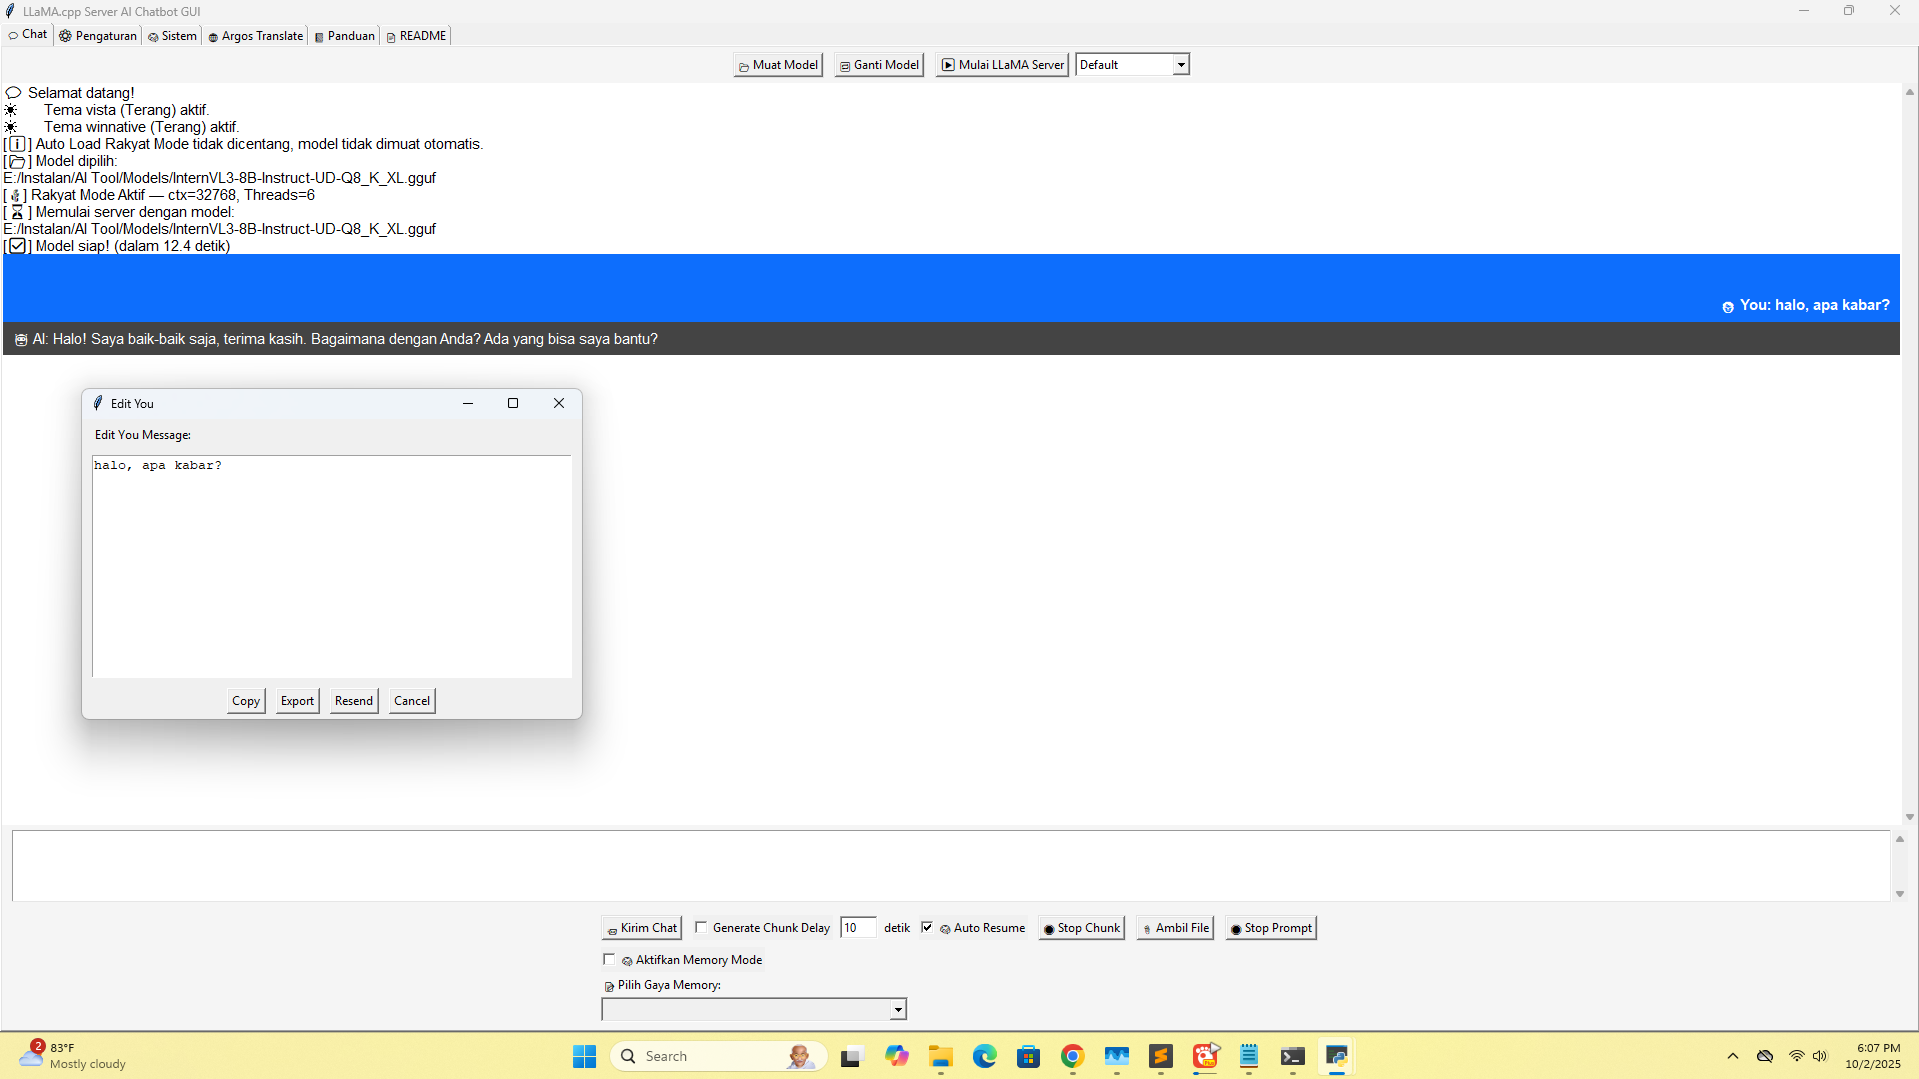 LLaMA.cpp Server AI Chatbot GUI
Chat Pengaturan Sistem Argos Translate Panduan README
Muat Model Ganti Model Mulai LLaMA Server Default
Selamat datang!
Tema vista (Terang) aktif.
Tema winnative (Terang) aktif.
[i] Auto Load Rakyat Mode tidak dicentang, model tidak dimuat otomatis.
[] Model dipilih:
E:/Instalan/AI Tool/Models/InternVL3-8B-Instruct-UD-Q8_K_XL.gguf
[] Rakyat Mode Aktif — ctx=32768, Threads=6
[] Memulai server dengan model:
E:/Instalan/AI Tool/Models/InternVL3-8B-Instruct-UD-Q8_K_XL.gguf
[] Model siap! (dalam 12.4 detik)
You: halo, apa kabar?
AI: Halo! Saya baik-baik saja, terima kasih. Bagaimana dengan Anda? Ada yang bisa saya bantu?
Edit You
Edit You Message:
halo, apa kabar?
Copy Export Resend Cancel
Kirim Chat Generate Chunk Delay 10 detik Auto Resume Stop Chunk Ambil File Stop Prompt
Aktifkan Memory Mode
Pilih Gaya Memory:
2
83°F
Mostly cloudy
Search
6:07 PM
10/2/2025